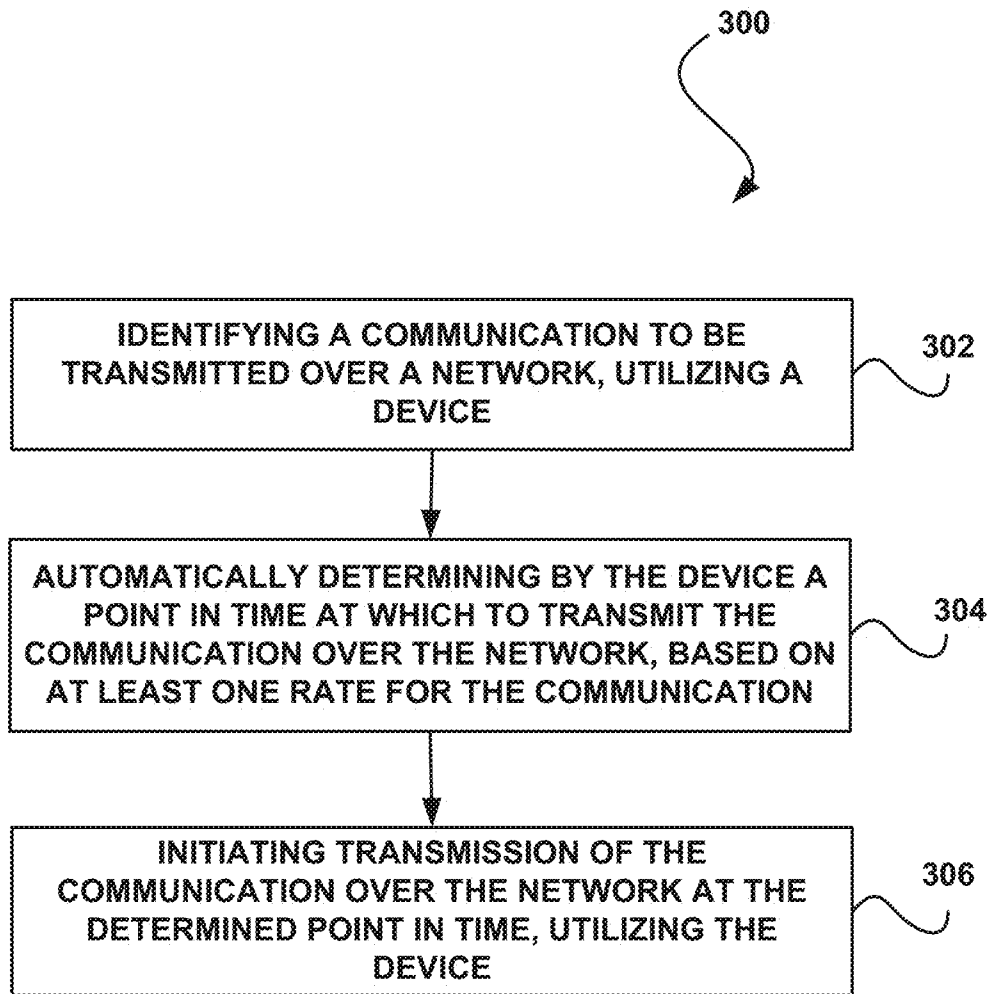 300
IDENTIFYING A COMMUNICATION TO BE
TRANSMITTED OVER A NETWORK, UTILIZING A
DEVICE
302
AUTOMATICALLY DETERMINING BY THE DEVICE A
POINT IN TIME AT WHICH TO TRANSMIT THE
COMMUNICATION OVER THE NETWORK, BASED ON
AT LEAST ONE RATE FOR THE COMMUNICATION
304
INITIATING TRANSMISSION OF THE
COMMUNICATION OVER THE NETWORK AT THE
DETERMINED POINT IN TIME, UTILIZING THE
DEVICE
306